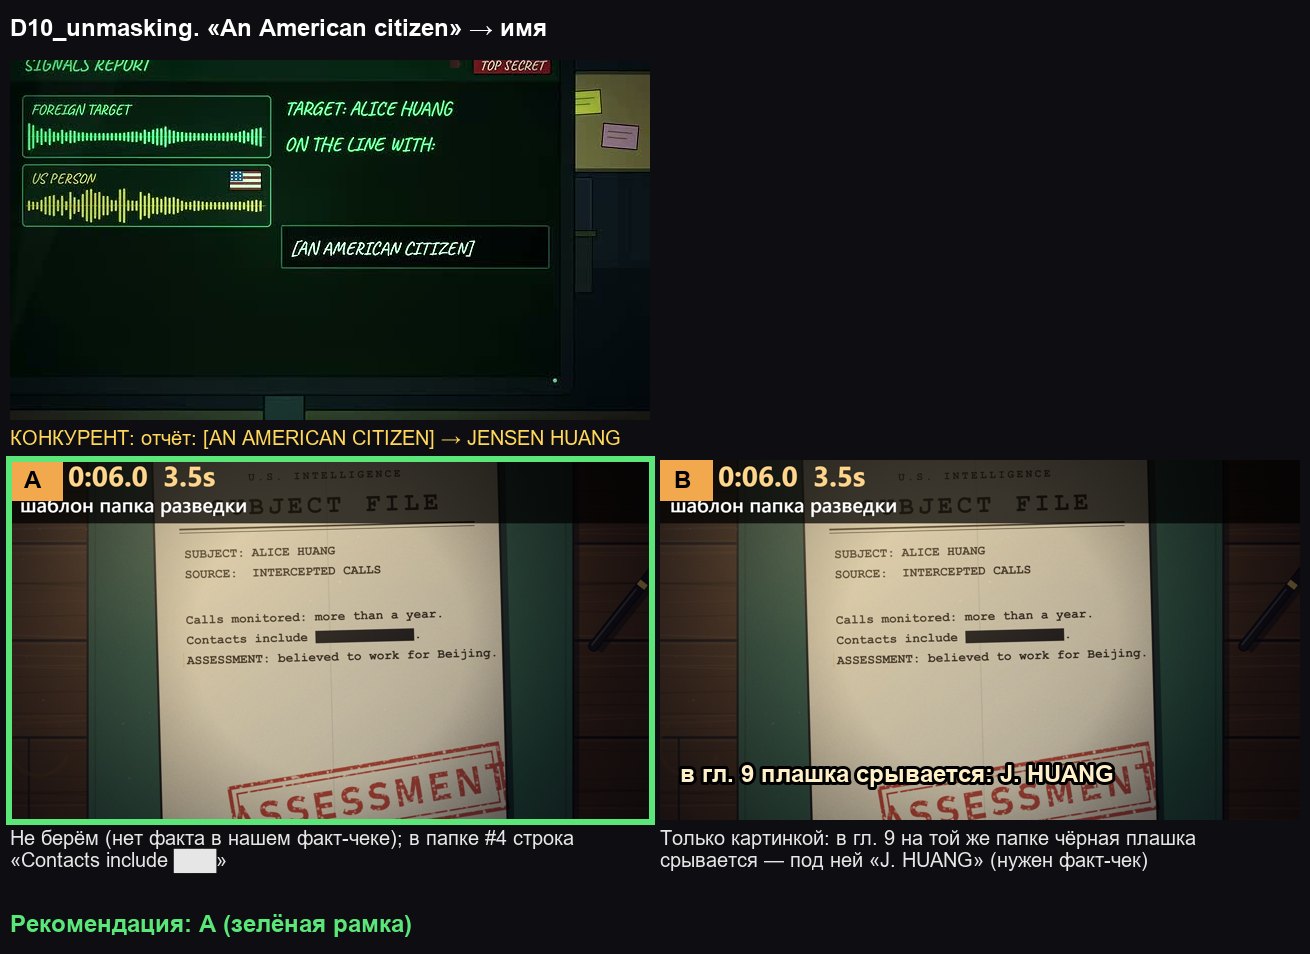 D10_unmasking. «An American citizen» → имя
SIGNALS REPORT
TOP SECRET
FOREIGN TARGET
TARGET: ALICE HUANG
ON THE LINE WITH:
US PERSON
[AN AMERICAN CITIZEN]
КОНКУРЕНТ: отчёт: [AN AMERICAN CITIZEN] → JENSEN HUANG
A 0:06.0 3.5s
U.S. INTELLIGENCE
шаблон папка разведки
BJECT FILE
SUBJECT: ALICE HUANG
SOURCE: INTERCEPTED CALLS
Calls monitored: more than a year.
Contacts include .
ASSESSMENT: believed to work for Beijing.
ASSESSMENT
Не берём (нет факта в нашем факт-чеке); в папке #4 строка
«Contacts include ███»
B 0:06.0 3.5s
U.S. INTELLIGENCE
шаблон папка разведки
BJECT FILE
SUBJECT: ALICE HUANG
SOURCE: INTERCEPTED CALLS
Calls monitored: more than a year.
Contacts include .
ASSESSMENT: believed to work for Beijing.
в гл. 9 плашка срывается: J. HUANG
ASSESSMENT
Только картинкой: в гл. 9 на той же папке чёрная плашка
срывается — под ней «J. HUANG» (нужен факт-чек)
Рекомендация: A (зелёная рамка)